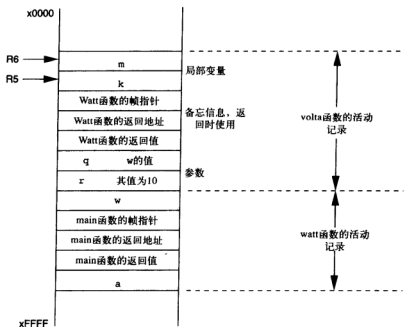 x0000
R6
m
局部变量
R5
k
Watt函数的帧指针
备忘信息，返
回时使用
Watt函数的返回地址
volta函数的活动
记录
Watt函数的返回值
q w的值
r 其值为10
参数
w
main函数的帧指针
main函数的返回地址
watt函数的活动
记录
main函数的返回值
a
xFFFF